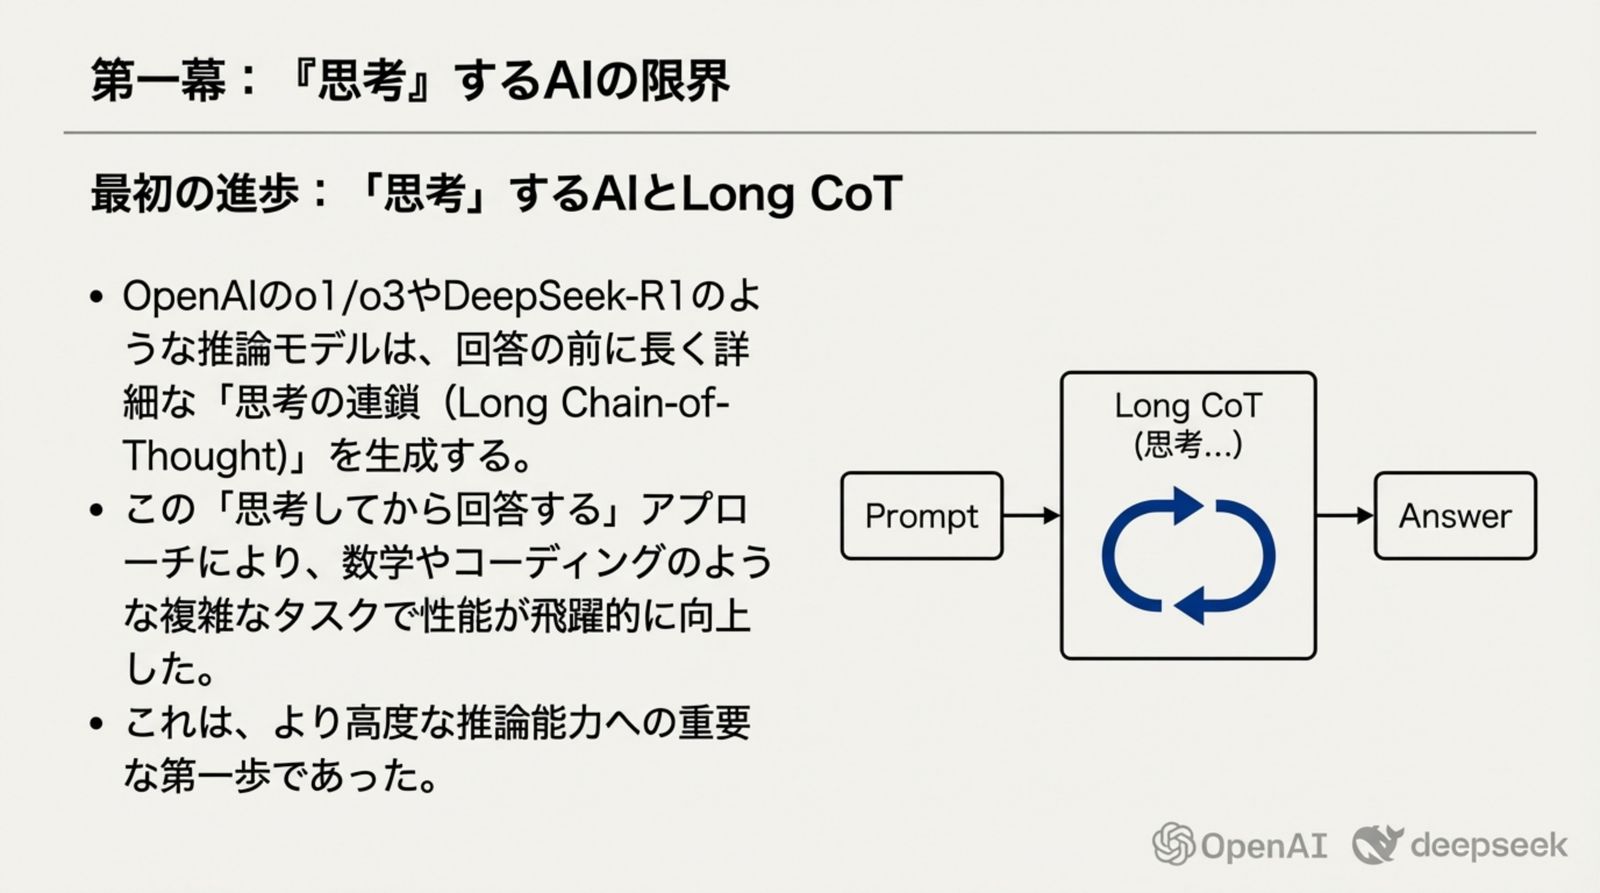 第一幕：『思考』するAIの限界
最初の進歩：「思考」するAIとLong CoT
• OpenAIのo1/o3やDeepSeek-R1のよ
うな推論モデルは、回答の前に長く詳
細な「思考の連鎖（Long Chain-of-
Thought)」を生成する。
• この「思考してから回答する」アプロ
ーチにより、数学やコーディングのよう
な複雑なタスクで性能が飛躍的に向上
した。
• これは、より高度な推論能力への重要
な第一歩であった。
Prompt
Long CoT
(思考...)
Answer
OpenAI
deepseek